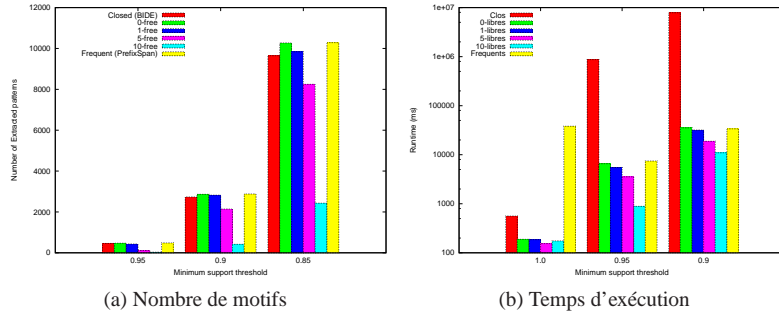 Closed (BIDE)
0-free
1-free
5-free
10-free
Frequent (PrefixSpan)
12000
10000
8000
6000
4000
2000
0
Number of Extracted patterns
0.95
0.9
0.85
Minimum support threshold
(a) Nombre de motifs
Clos
0-libres
1-libres
5-libres
10-libres
Frequents
1e+07
1e+06
100000
10000
1000
100
Runtime (ms)
1.0
0.95
0.9
Minimum support threshold
(b) Temps d'exécution